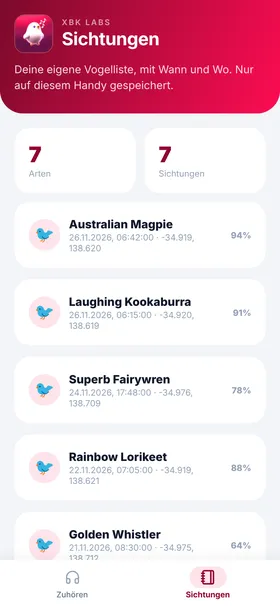 XBK LABS
Sichtungen
Deine eigene Vogelliste, mit Wann und Wo. Nur
auf diesem Handy gespeichert.
7
Arten
7
Sichtungen
Australian Magpie
26.11.2026, 06:42:00 · -34.919,
138.620
94%
Laughing Kookaburra
26.11.2026, 06:15:00 · -34.920,
138.619
91%
Superb Fairywren
24.11.2026, 17:48:00 · -34.976,
138.709
78%
Rainbow Lorikeet
22.11.2026, 07:05:00 · -34.919,
138.621
88%
Golden Whistler
21.11.2026, 08:30:00 · -34.975,
138.712
64%
Zuhören
Sichtungen